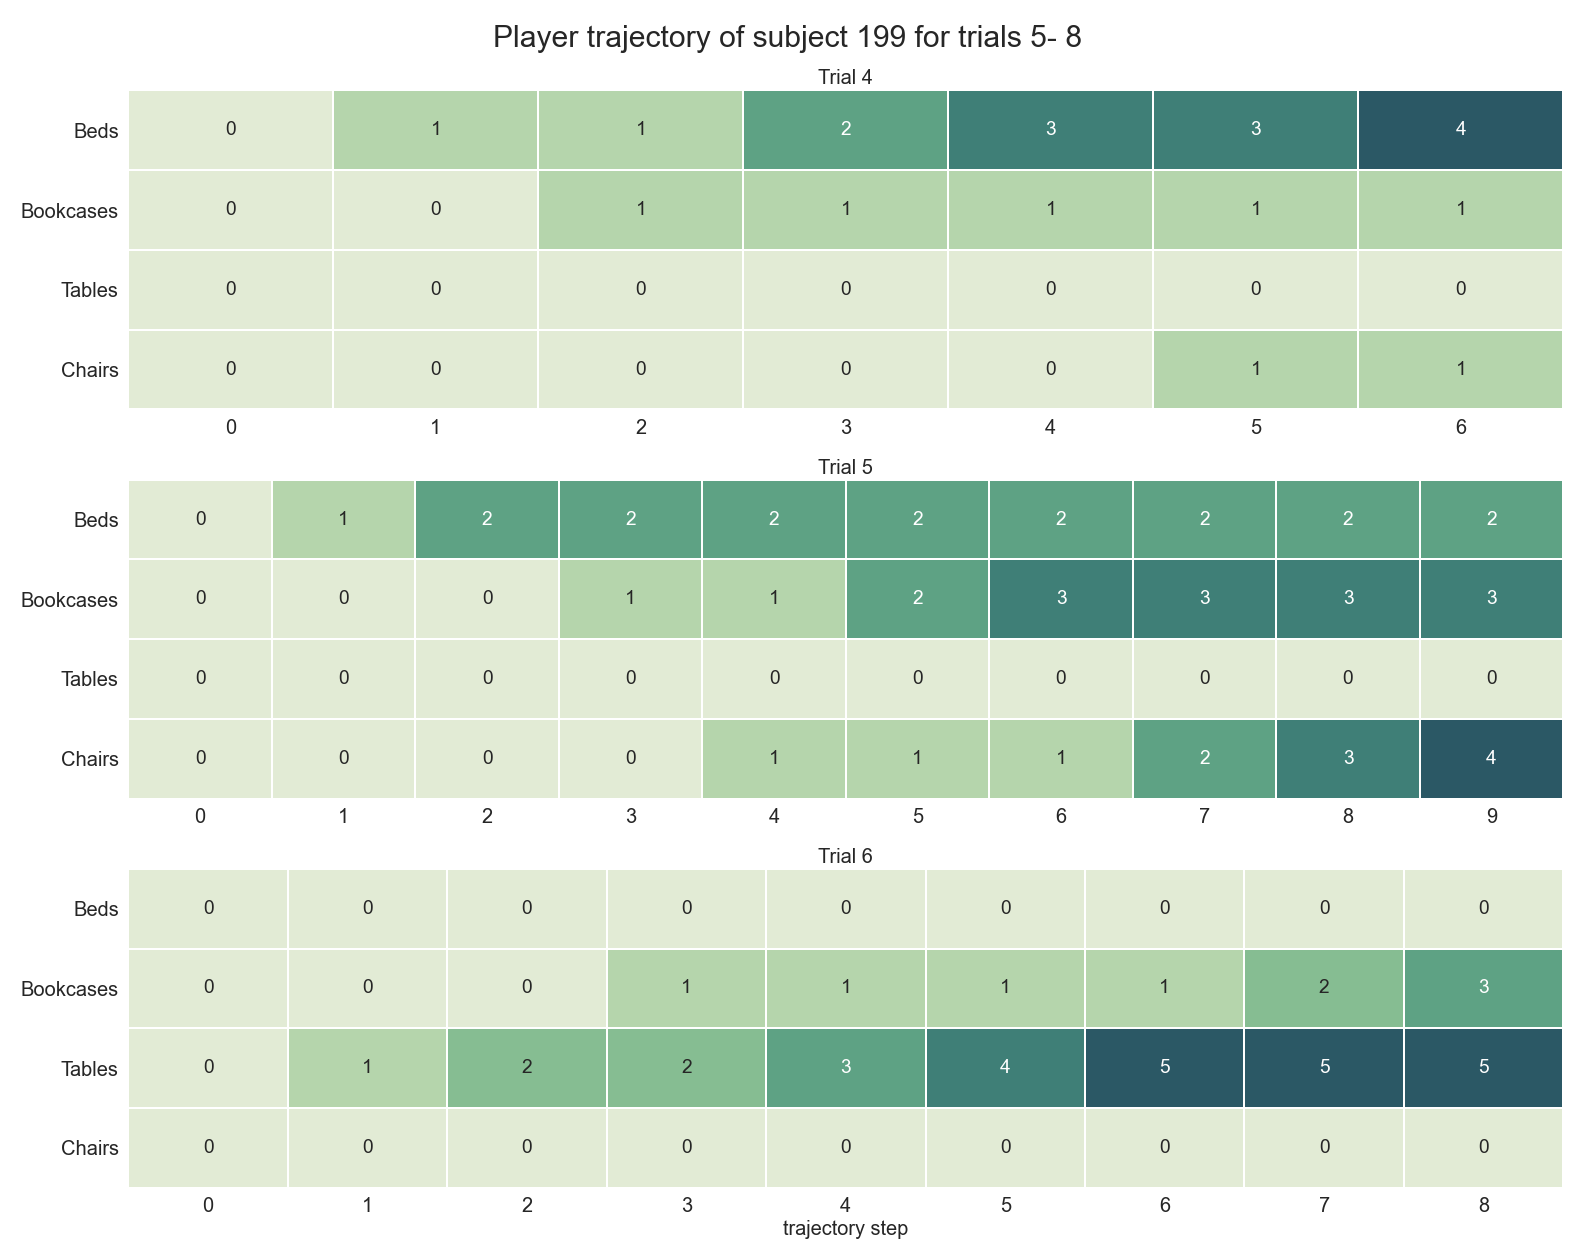 Player trajectory of subject 199 for trials 5- 8
Trial 4
Beds 0 1 1 2 3 3 4
Bookcases 0 0 1 1 1 1 1
Tables 0 0 0 0 0 0 0
Chairs 0 0 0 0 0 1 1
0 1 2 3 4 5 6
Trial 5
Beds 0 1 2 2 2 2 2 2 2 2
Bookcases 0 0 0 1 1 2 3 3 3 3
Tables 0 0 0 0 0 0 0 0 0 0
Chairs 0 0 0 0 1 1 1 2 3 4
0 1 2 3 4 5 6 7 8 9
Trial 6
Beds 0 0 0 0 0 0 0 0 0
Bookcases 0 0 0 1 1 1 1 2 3
Tables 0 1 2 2 3 4 5 5 5
Chairs 0 0 0 0 0 0 0 0 0
0 1 2 3 4 5 6 7 8
trajectory step